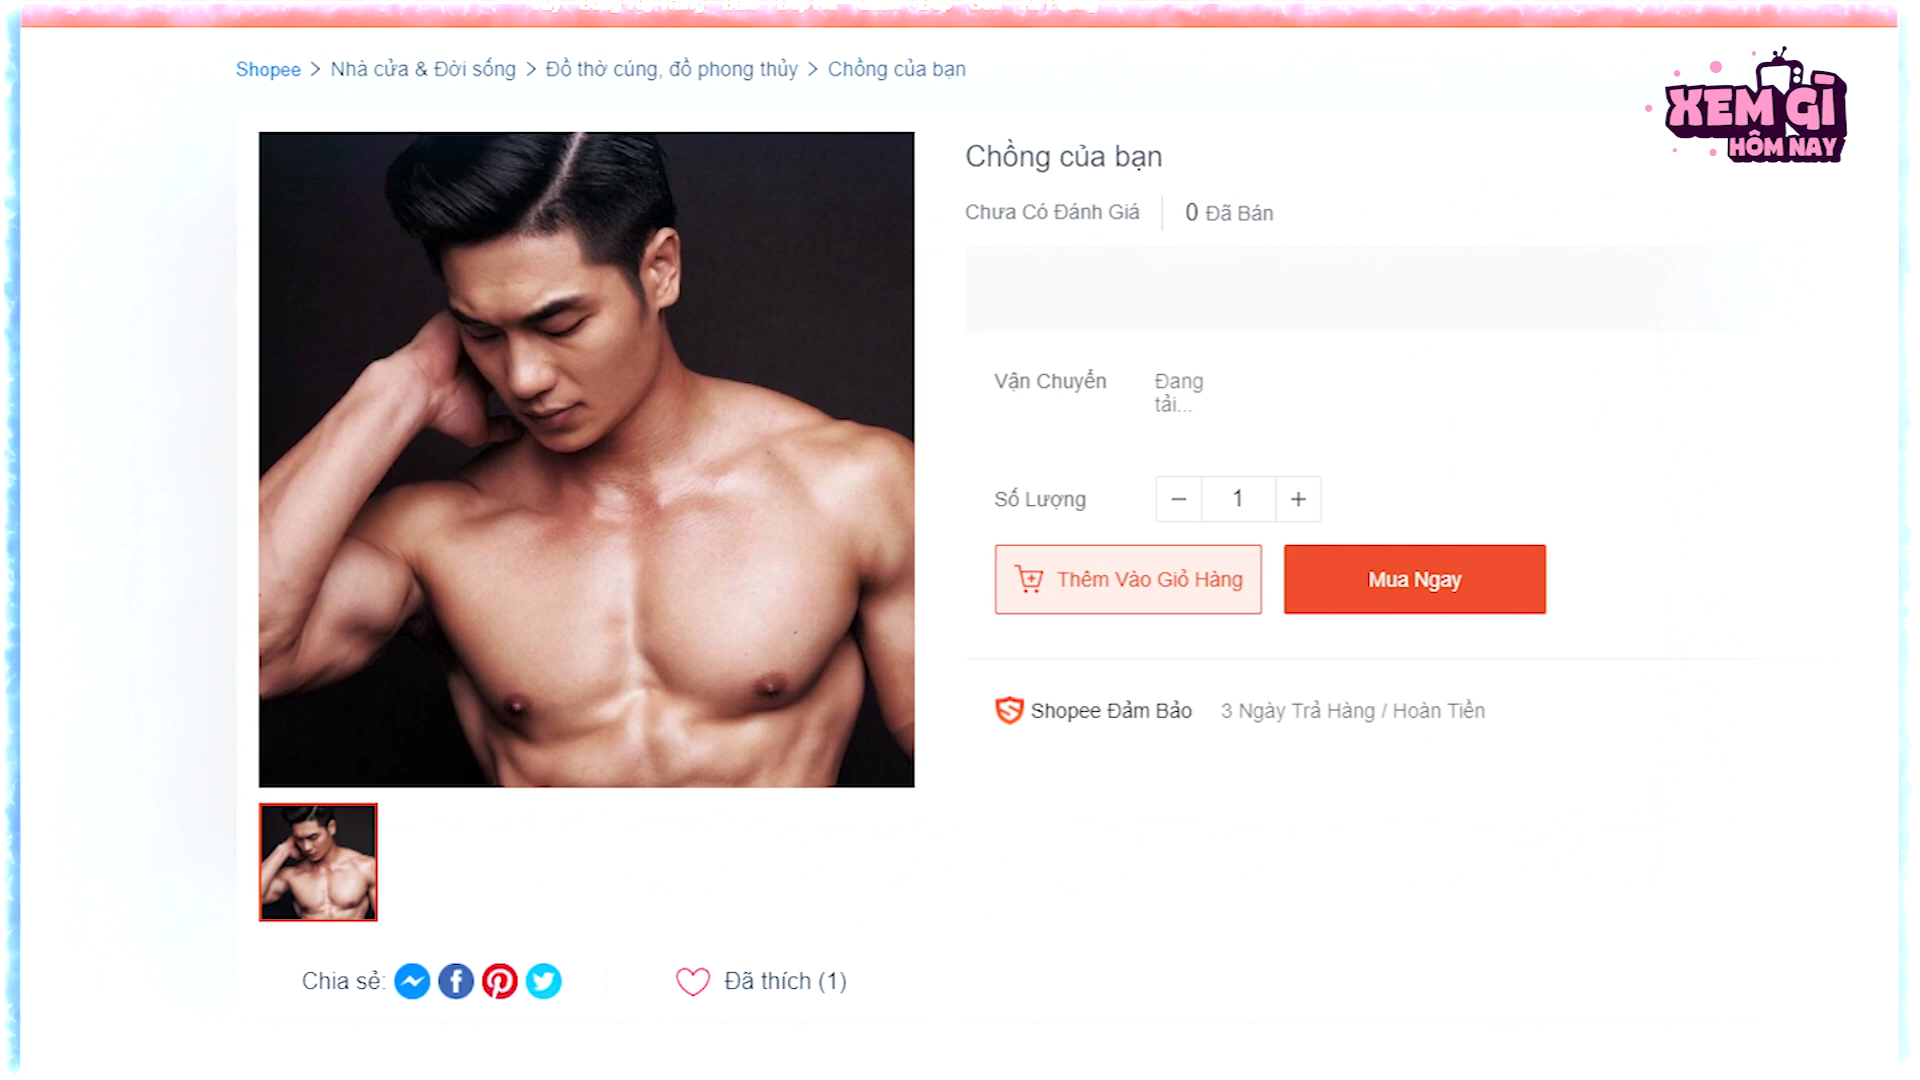 Shopee > Nhà cửa & Đời sống > Đồ thờ cúng, đồ phong thủy > Chồng của bạn
XEM GÌ
HÔM NAY
Chồng của bạn
Chưa Có Đánh Giá
0 Đã Bán
Vận Chuyển
Đang
tải...
Số Lượng
1
Thêm Vào Giỏ Hàng
Mua Ngay
Shopee Đảm Bảo
3 Ngày Trả Hàng / Hoàn Tiền
Chia sẻ:
Đã thích (1)